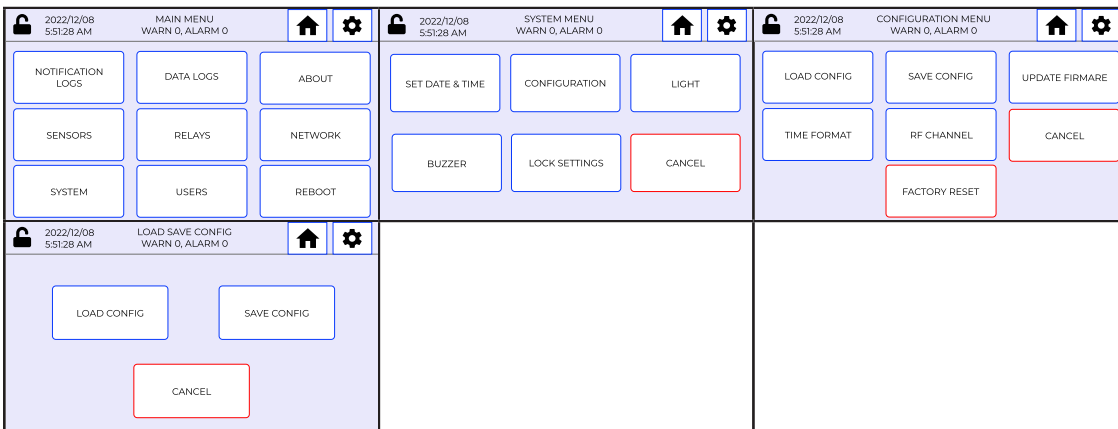 2022/12/08
5:51:28 AM
MAIN MENU
WARN 0, ALARM 0
NOTIFICATION
LOGS
DATA LOGS
ABOUT
SENSORS
RELAYS
NETWORK
SYSTEM
USERS
REBOOT
2022/12/08
5:51:28 AM
SYSTEM MENU
WARN 0, ALARM 0
SET DATE & TIME
CONFIGURATION
LIGHT
BUZZER
LOCK SETTINGS
CANCEL
2022/12/08
5:51:28 AM
CONFIGURATION MENU
WARN 0, ALARM 0
LOAD CONFIG
SAVE CONFIG
UPDATE FIRMARE
TIME FORMAT
RF CHANNEL
CANCEL
FACTORY RESET
2022/12/08
5:51:28 AM
LOAD SAVE CONFIG
WARN 0, ALARM 0
LOAD CONFIG
SAVE CONFIG
CANCEL